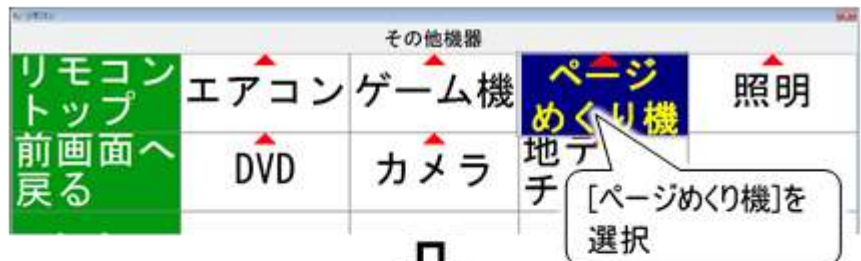 その他機器
リモコン
トップ
エアコン
ゲーム機
ページ
めくり機
照明
前画面へ
戻る
DVD
カメラ
地デ
チ
[ページめくり機]を
選択